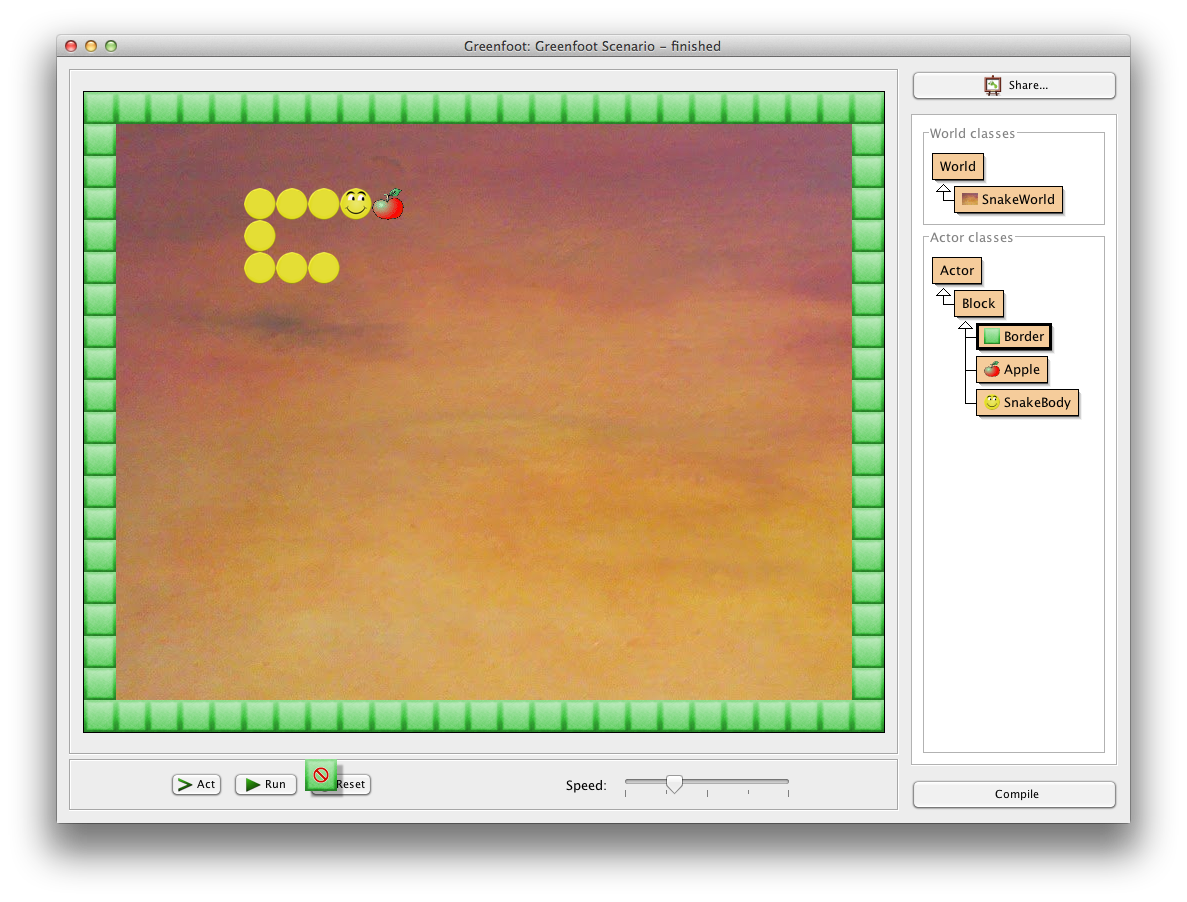 Greenfoot: Greenfoot Scenario – finished
Share...
World classes
World
SnakeWorld
Actor classes
Actor
Block
Border
Apple
SnakeBody
Act
Run
Reset
Speed:
Compile